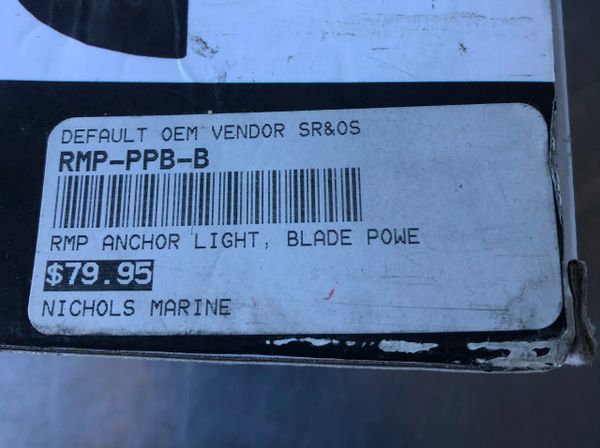 DEFAULT OEM VENDOR SR&OS
RMP-PPB-B
RMP ANCHOR LIGHT, BLADE POWE
$79.95
NICHOLS MARINE